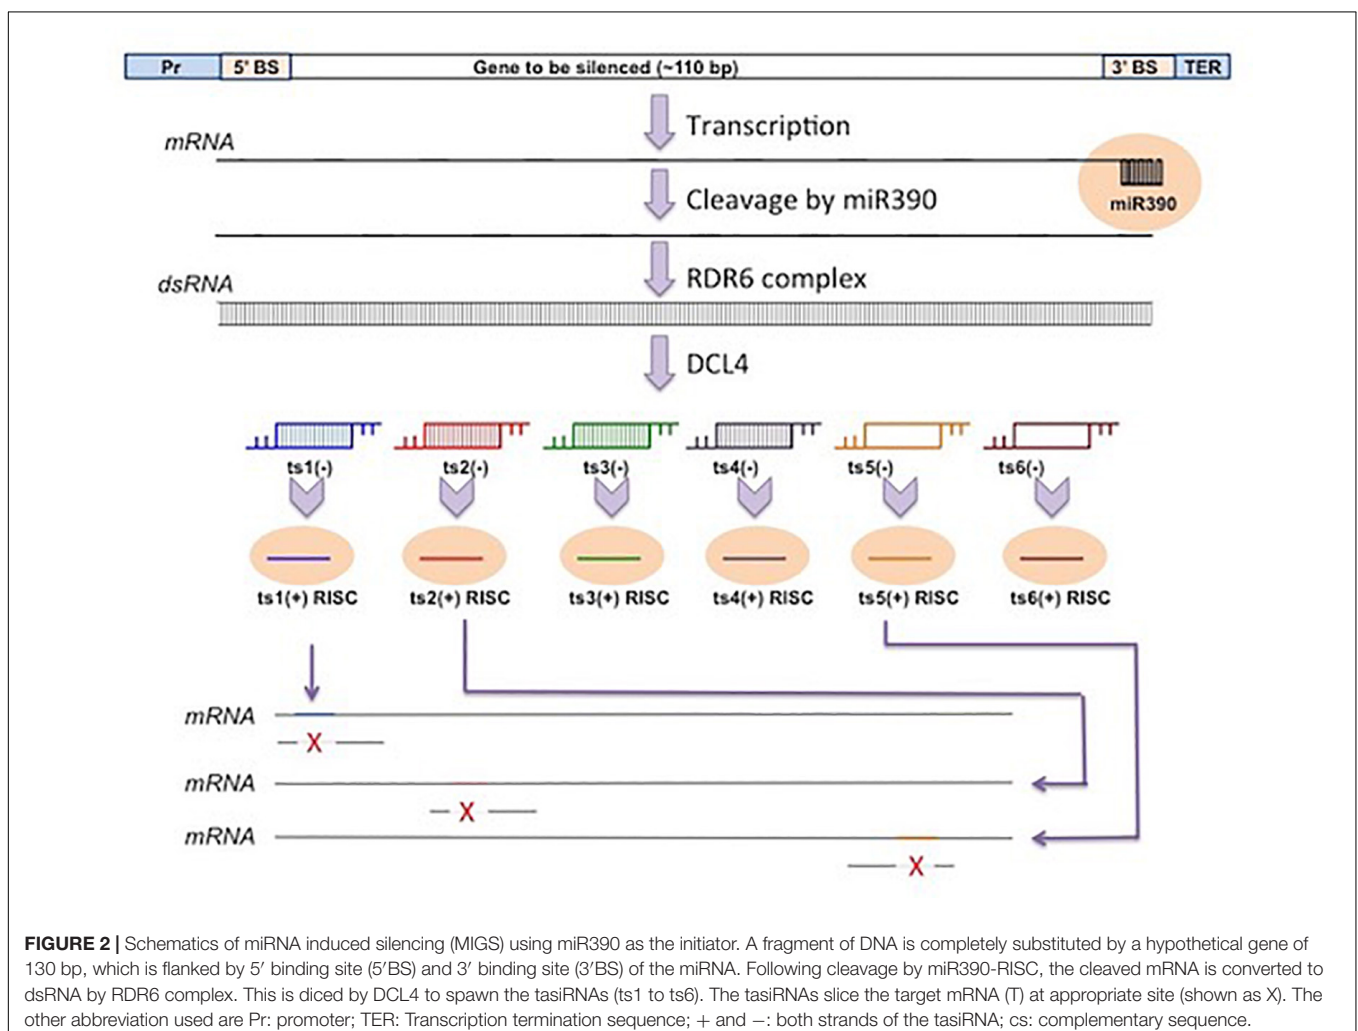 Pr 5' BS Gene to be silenced (~110 bp) 3' BS TER
Transcription
mRNA
miR390
Cleavage by miR390
RDR6 complex
dsRNA
DCL4
ts1(-) ts2(-) ts3(-) ts4(-) ts5(-) ts6(-)
ts1(+) RISC ts2(+) RISC ts3(+) RISC ts4(+) RISC ts5(+) RISC ts6(+) RISC
mRNA
X
mRNA
X
mRNA
X
FIGURE 2 | Schematics of miRNA induced silencing (MIGS) using miR390 as the initiator. A fragment of DNA is completely substituted by a hypothetical gene of
130 bp, which is flanked by 5′ binding site (5′BS) and 3′ binding site (3′BS) of the miRNA. Following cleavage by miR390-RISC, the cleaved mRNA is converted to
dsRNA by RDR6 complex. This is diced by DCL4 to spawn the tasiRNAs (ts1 to ts6). The tasiRNAs slice the target mRNA (T) at appropriate site (shown as X). The
other abbreviation used are Pr: promoter; TER: Transcription termination sequence; + and −: both strands of the tasiRNA; cs: complementary sequence.